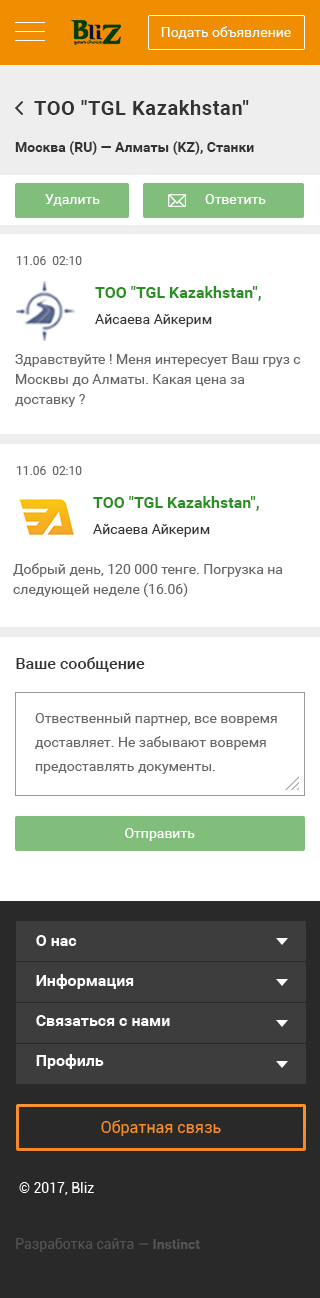 Bliz
your choice
Подать объявление
ТОО "TGL Kazakhstan"
Москва (RU) — Алматы (KZ), Станки
Удалить
Ответить
11.06 02:10
ТОО "TGL Kazakhstan",
Айсаева Айкерим
Здравствуйте ! Меня интересует Ваш груз с
Москвы до Алматы. Какая цена за
доставку ?
11.06 02:10
ТОО "TGL Kazakhstan",
Айсаева Айкерим
Добрый день, 120 000 тенге. Погрузка на
следующей неделе (16.06)
Ваше сообщение
Отвественный партнер, все вовремя
доставляет. Не забывают вовремя
предоставлять документы.
Отправить
О нас
Информация
Связаться с нами
Профиль
Обратная связь
© 2017, Bliz
Разработка сайта — Instinct